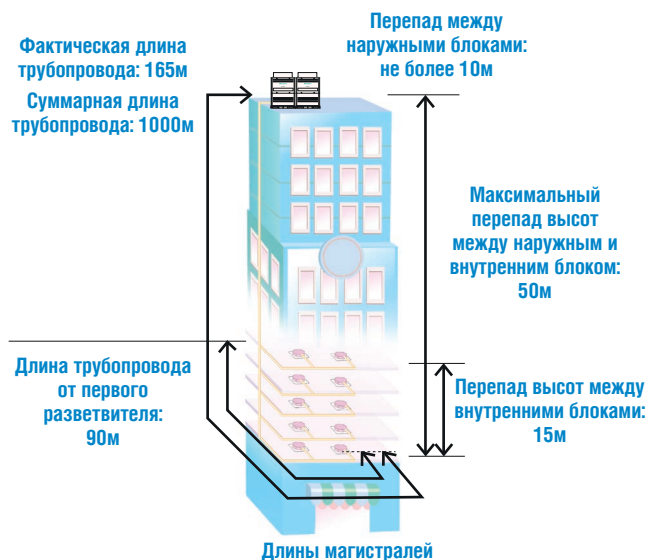 Фактическая длина
трубопровода: 165м
Суммарная длина
трубопровода: 1000м
Перепад между
наружными блоками:
не более 10м
Максимальный
перепад высот
между наружным и
внутренним блоком:
50м
Длина трубопровода
от первого
разветвителя:
90м
Перепад высот между
внутренними блоками:
15м
Длины магистралей